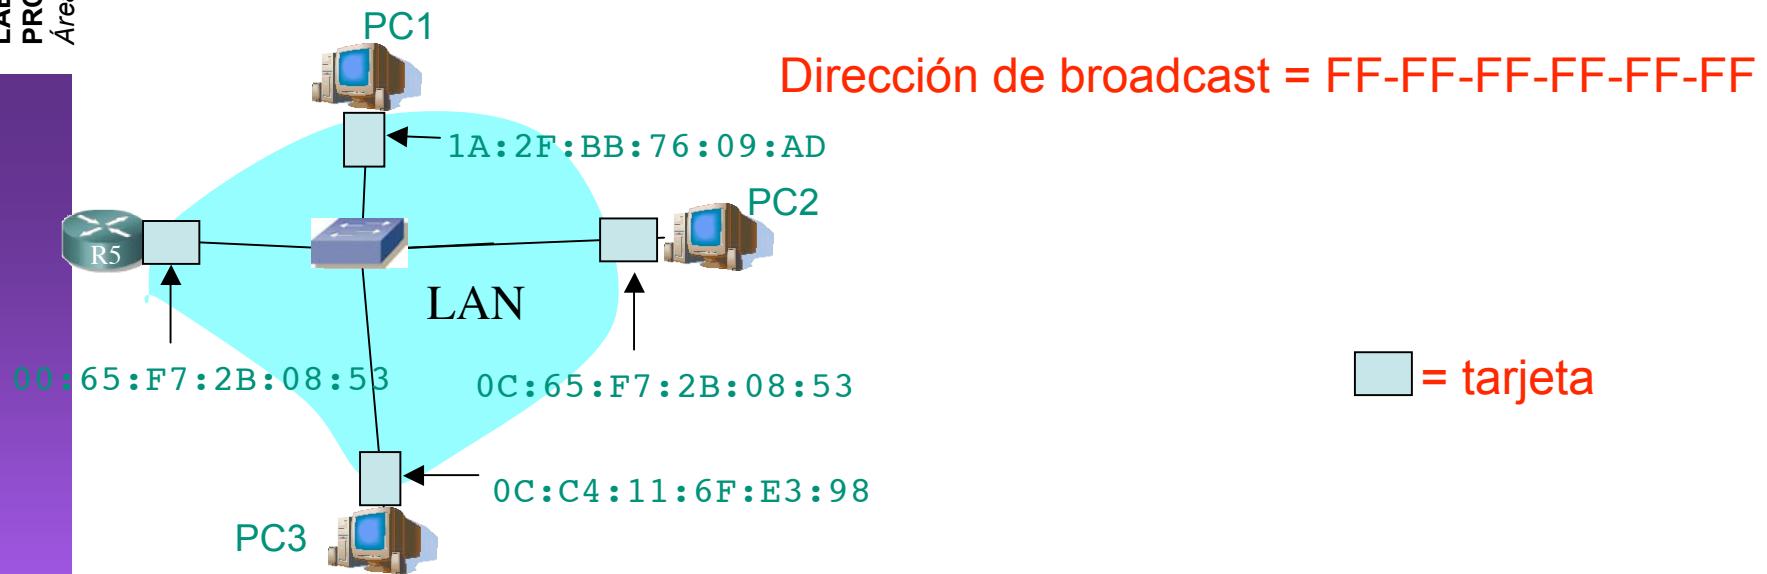 PC1
Dirección de broadcast = FF-FF-FF-FF-FF-FF
1A:2F:BB:76:09:AD
PC2
R5
LAN
00:65:F7:2B:08:53
0C:65:F7:2B:08:53
= tarjeta
0C:C4:11:6F:E3:98
PC3